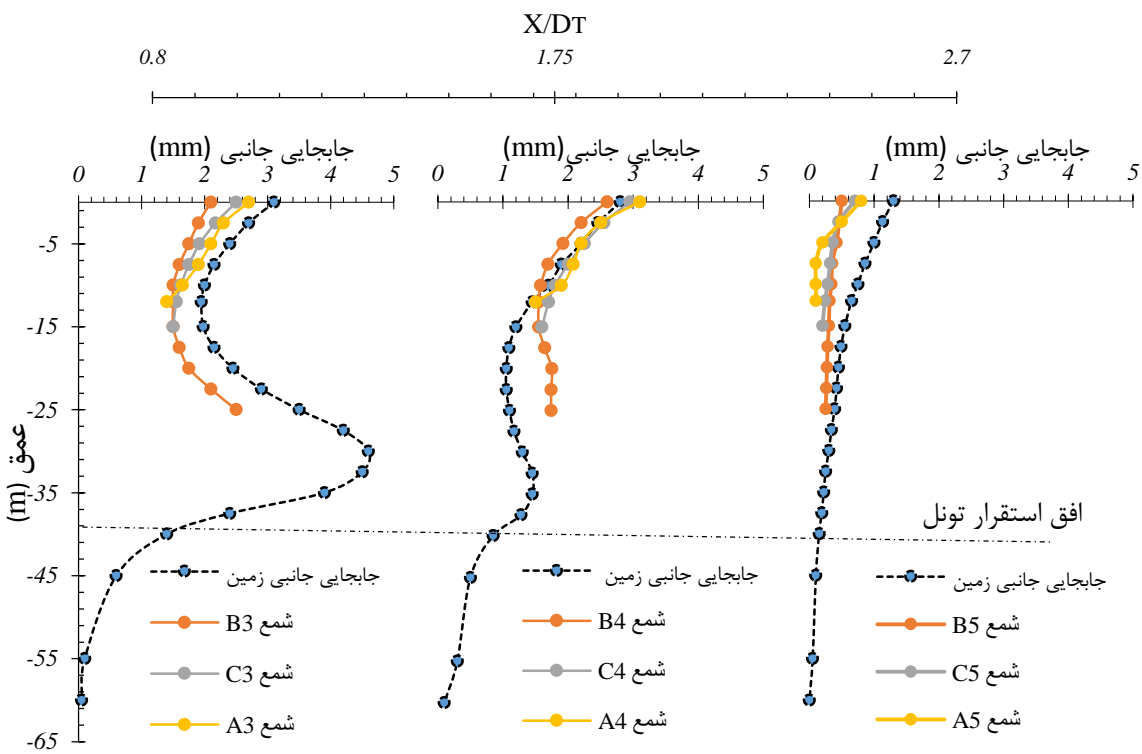 X/DT
0.8 1.75 2.7
جابجایی جانبی (mm)
جابجایی جانبی (mm)
جابجایی جانبی (mm)
0 1 2 3 4 5
0 1 2 3 4 5
0 1 2 3 4 5
-5
-15
-25
-35
-45
-55
-65
عمق (m)
افق استقرار تونل
جابجایی جانبی زمین
شمع B3
شمع C3
شمع A3
جابجایی جانبی زمین
شمع B4
شمع C4
شمع A4
جابجایی جانبی زمین
شمع B5
شمع C5
شمع A5